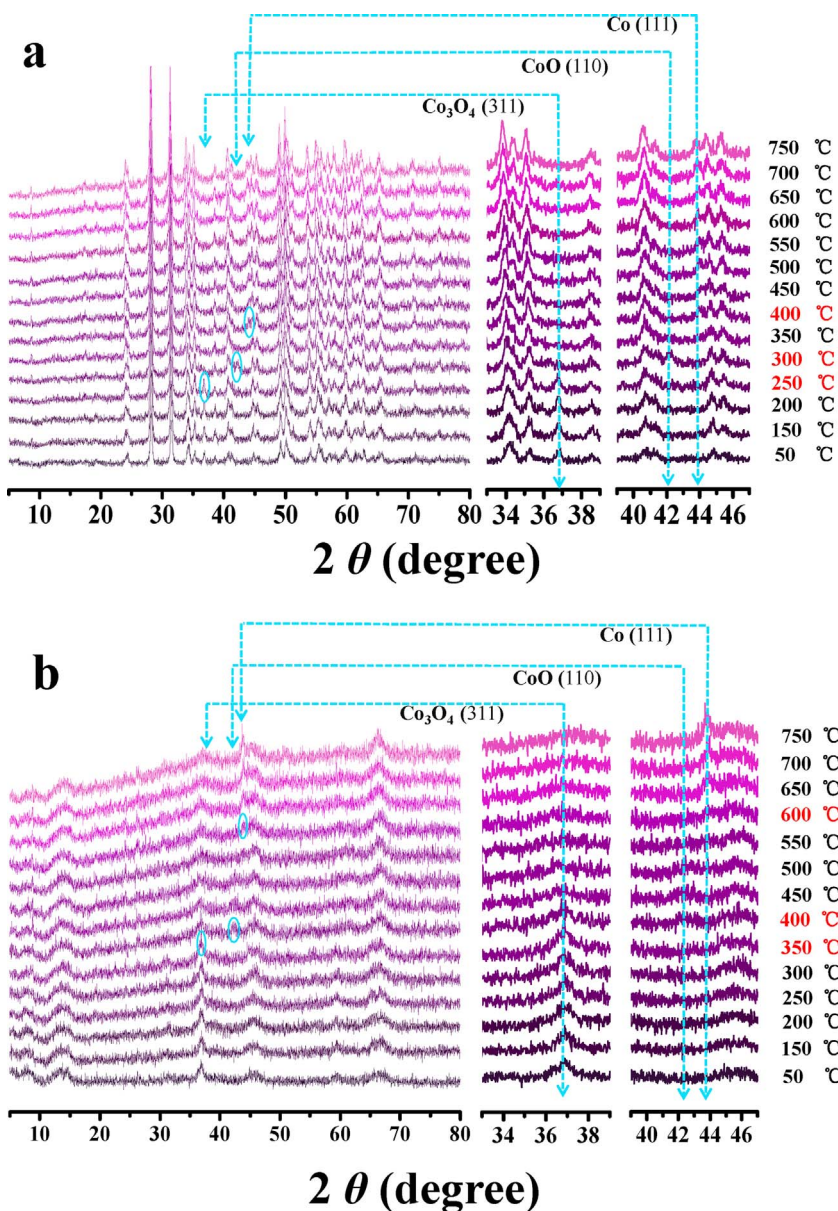 a
Co (111)
CoO (110)
Co₃O₄ (311)
750 ℃
700 ℃
650 ℃
600 ℃
550 ℃
500 ℃
450 ℃
400 ℃
350 ℃
300 ℃
250 ℃
200 ℃
150 ℃
50 ℃
10 20 30 40 50 60 70 80 34 36 38 40 42 44 46
2 θ (degree)
b
Co (111)
CoO (110)
Co₃O₄ (311)
750 ℃
700 ℃
650 ℃
600 ℃
550 ℃
500 ℃
450 ℃
400 ℃
350 ℃
300 ℃
250 ℃
200 ℃
150 ℃
50 ℃
10 20 30 40 50 60 70 80 34 36 38 40 42 44 46
2 θ (degree)